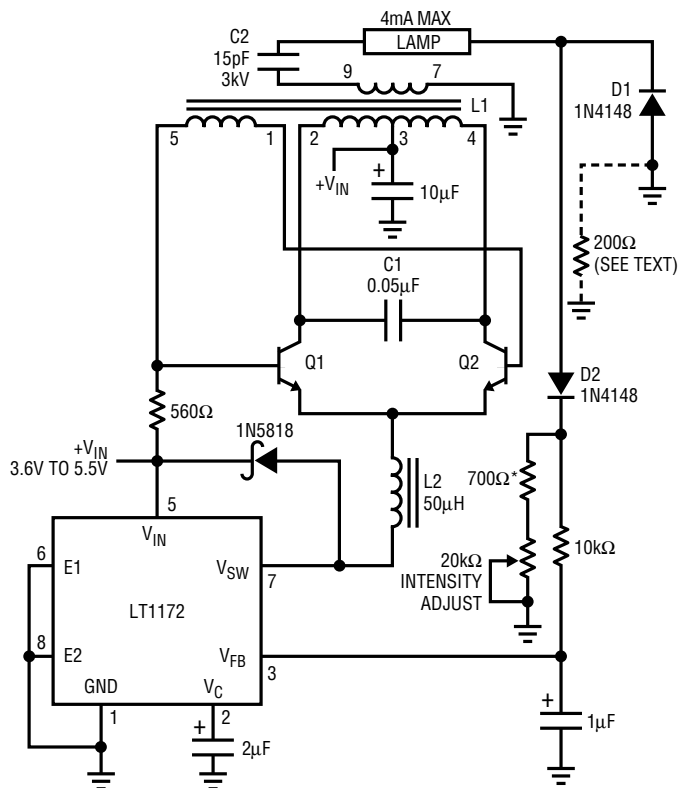 4mA MAX
LAMP
C2
15pF
3kV
9
7
L1
D1
1N4148
5
1
2
3
4
+VIN
+
10µF
200Ω
(SEE TEXT)
C1
0.05µF
Q1
Q2
D2
1N4148
560Ω
1N5818
+VIN
3.6V TO 5.5V
L2
50µH
700Ω*
10kΩ
20kΩ
INTENSITY
ADJUST
5
VIN
6
E1
VSW
7
LT1172
8
E2
VFB
3
GND
VC
1
2
+
2µF
+
1µF